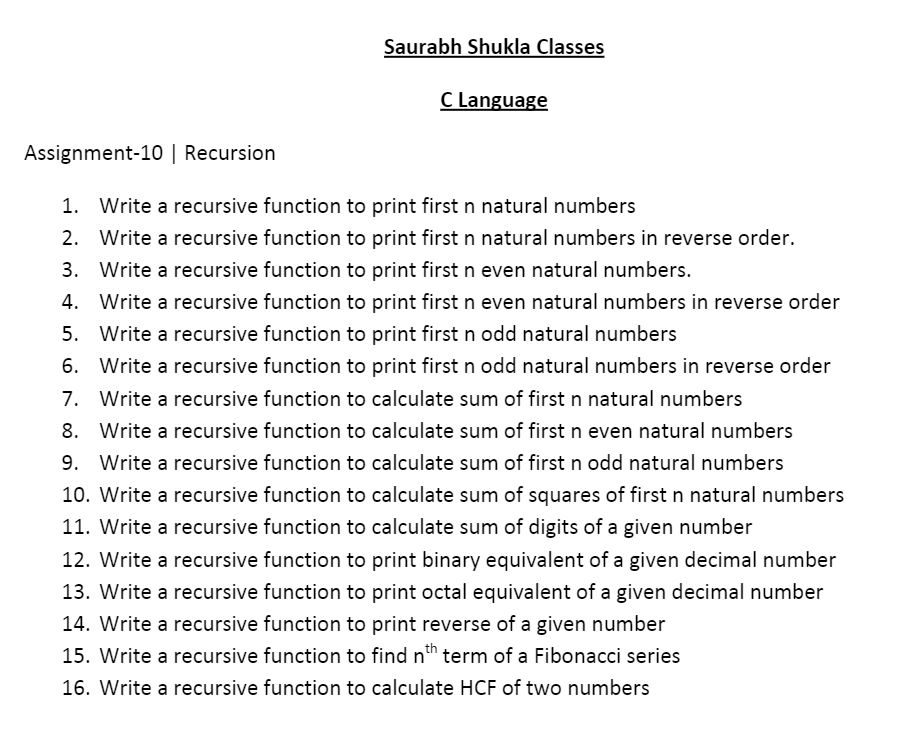 Saurabh Shukla Classes
C Language
Assignment-10 | Recursion
1. Write a recursive function to print first n natural numbers
2. Write a recursive function to print first n natural numbers in reverse order.
3. Write a recursive function to print first n even natural numbers.
4. Write a recursive function to print first n even natural numbers in reverse order
5. Write a recursive function to print first n odd natural numbers
6. Write a recursive function to print first n odd natural numbers in reverse order
7. Write a recursive function to calculate sum of first n natural numbers
8. Write a recursive function to calculate sum of first n even natural numbers
9. Write a recursive function to calculate sum of first n odd natural numbers
10. Write a recursive function to calculate sum of squares of first n natural numbers
11. Write a recursive function to calculate sum of digits of a given number
12. Write a recursive function to print binary equivalent of a given decimal number
13. Write a recursive function to print octal equivalent of a given decimal number
14. Write a recursive function to print reverse of a given number
15. Write a recursive function to find nth term of a Fibonacci series
16. Write a recursive function to calculate HCF of two numbers